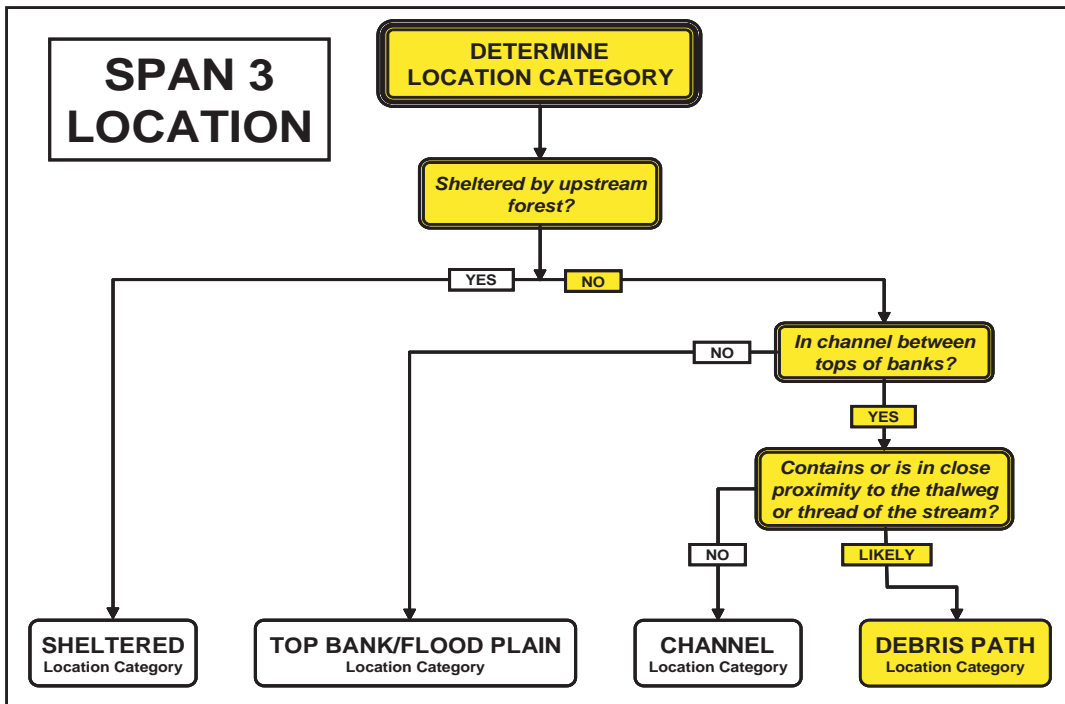 SPAN 3
LOCATION
DETERMINE
LOCATION CATEGORY
Sheltered by upstream
forest?
YES
NO
In channel between
tops of banks?
NO
YES
Contains or is in close
proximity to the thalweg
or thread of the stream?
NO
LIKELY
SHELTERED
Location Category
TOP BANK/FLOOD PLAIN
Location Category
CHANNEL
Location Category
DEBRIS PATH
Location Category